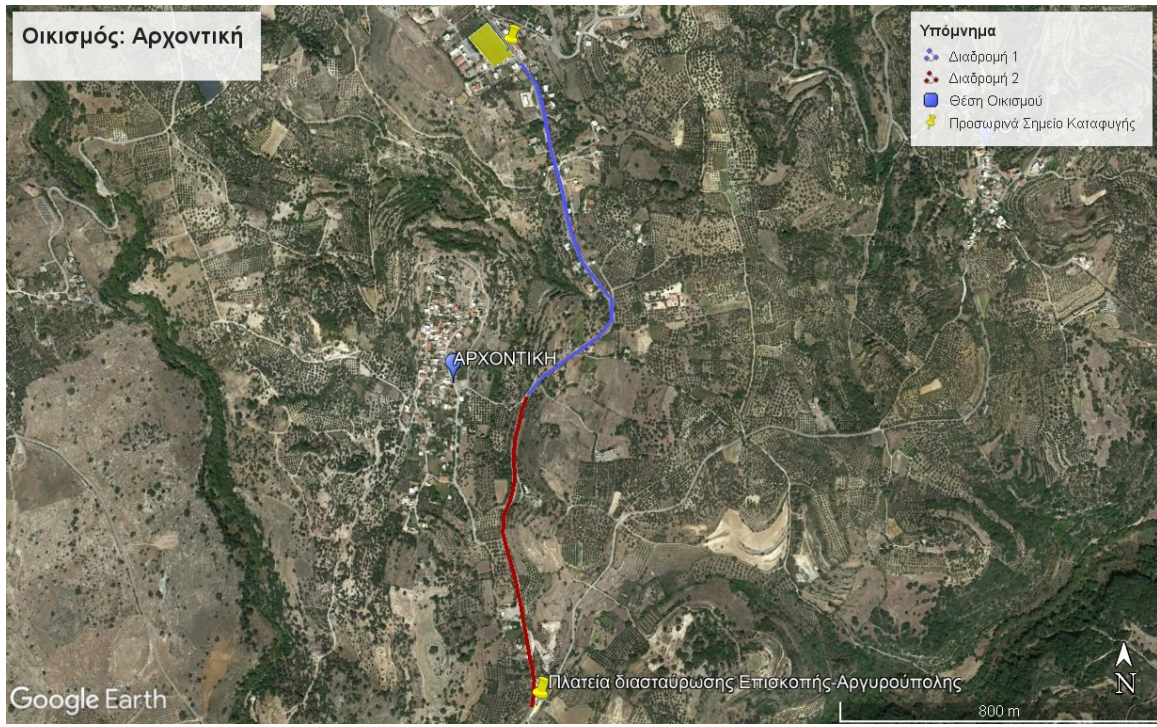 Οικισμός: Αρχοντική
Υπόμνημα
Διαδρομή 1
Διαδρομή 2
Θέση Οικισμού
Προσωρινά Σημείο Καταφυγής
ΑΡΧΟΝΤΙΚΗ
Πλατεία διασταύρωσης Επισκοπής-Αργυρούπολης
Google Earth
N
800 m